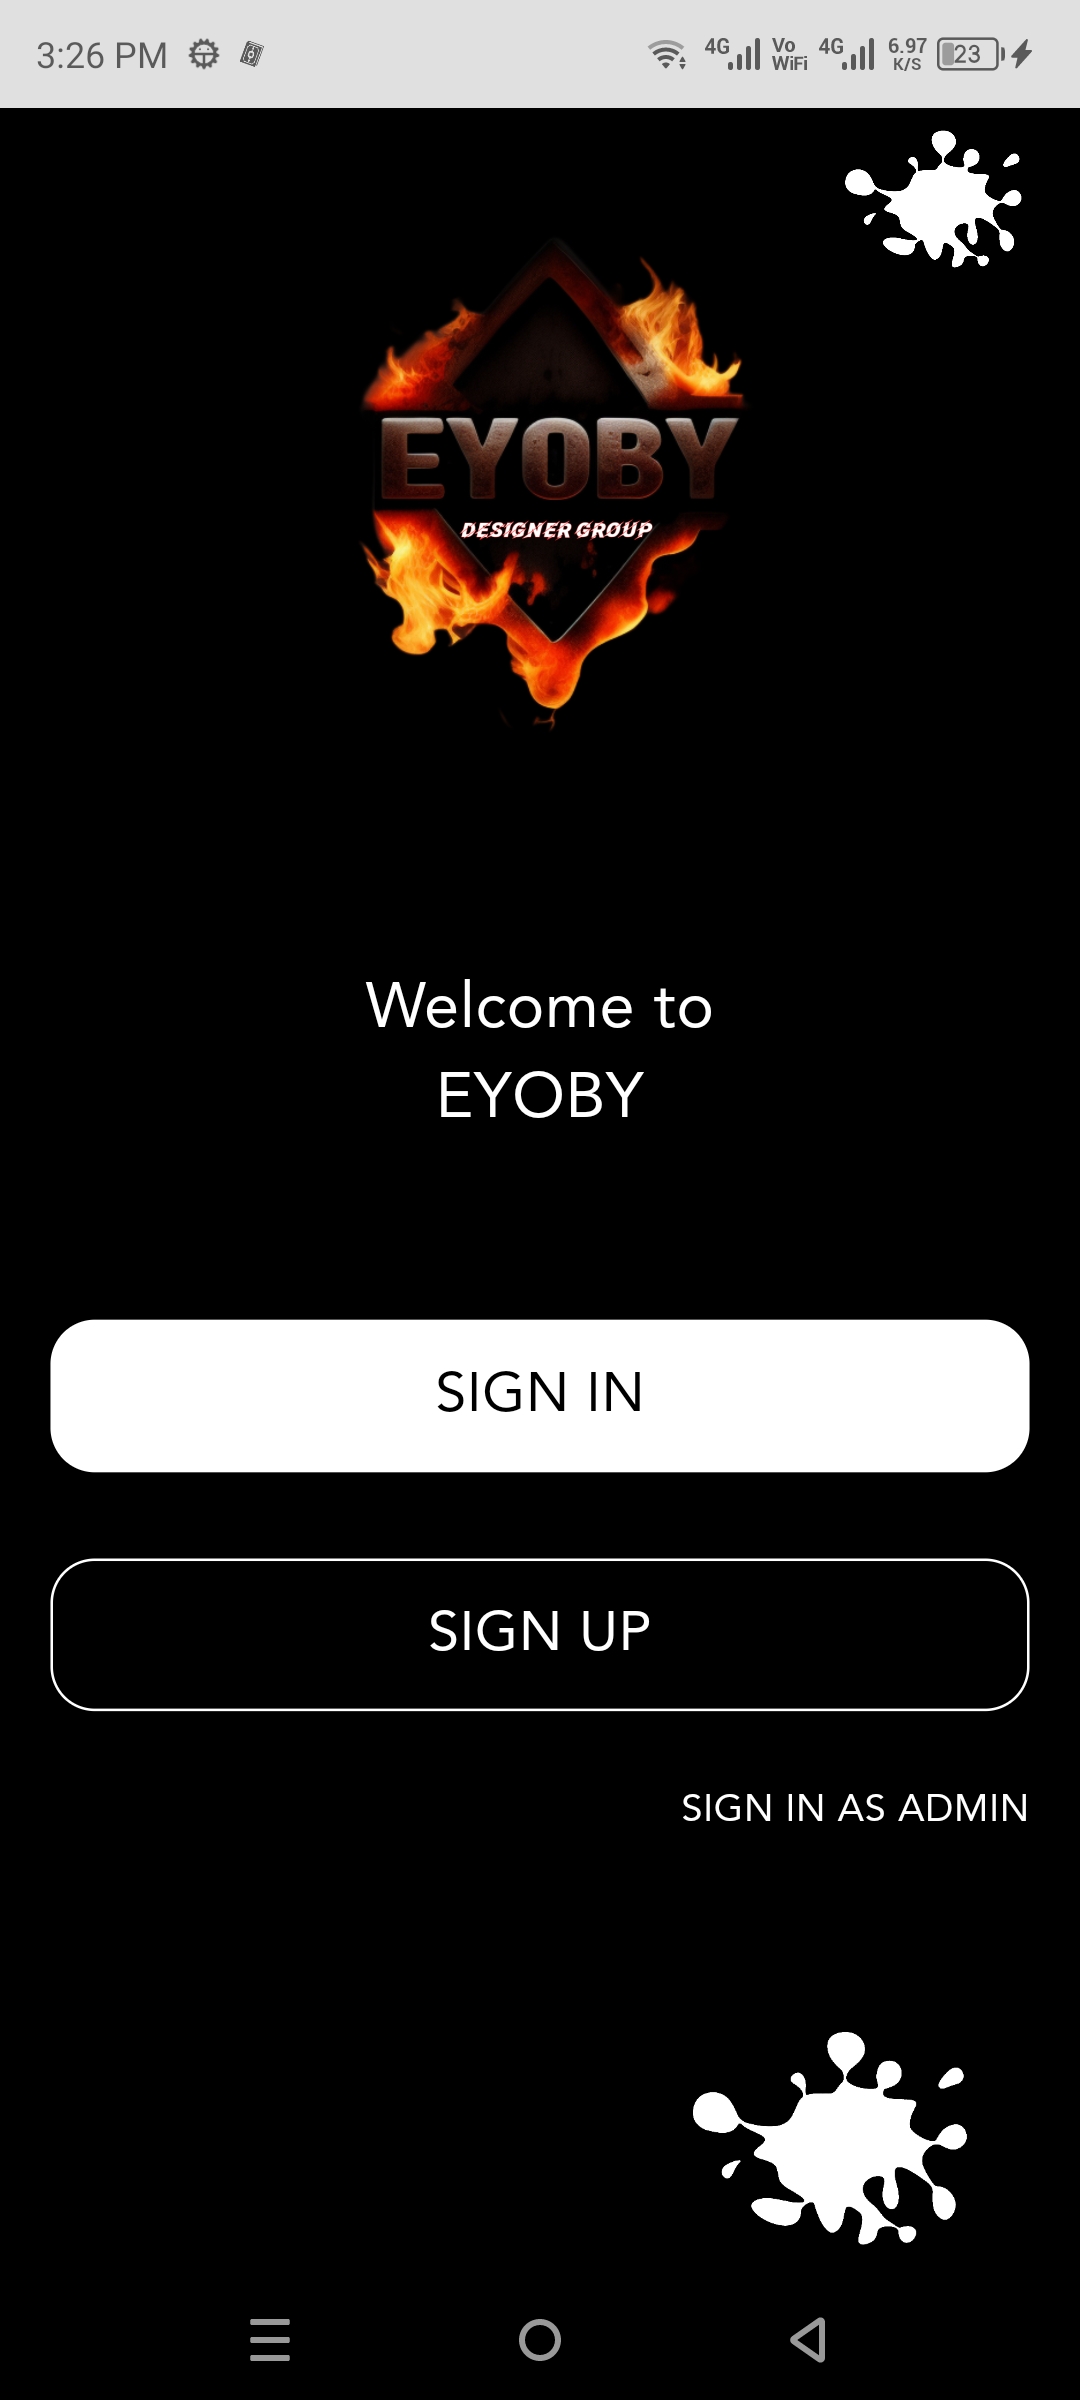 3:26 PM 4G Vo WiFi 4G 6.97 K/S 23
EYOBY
DESIGNER GROUP
Welcome to
EYOBY
SIGN IN
SIGN UP
SIGN IN AS ADMIN